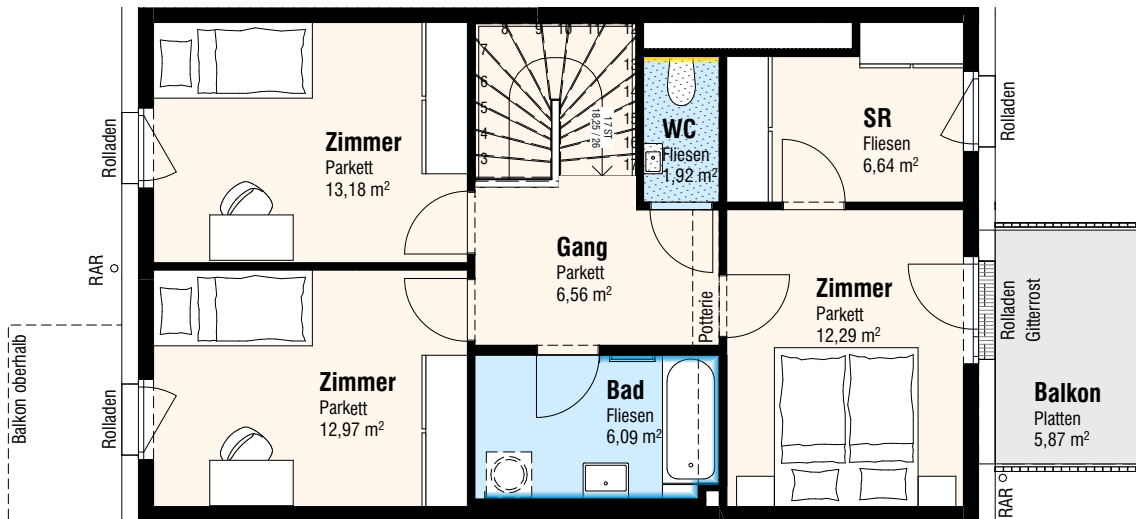 Zimmer
Parkett
13,18 m²
Rolladen
3
4
5
6
7
8
9
10
11
12
13
14
15
16
17
17 ST
18,25 / 26
WC
Fliesen
1,92 m²
SR
Fliesen
6,64 m²
Rolladen
RAR
Gang
Parkett
6,56 m²
Potterie
Zimmer
Parkett
12,29 m²
Rolladen
Gitterrost
Balkon oberhalb
Rolladen
Zimmer
Parkett
12,97 m²
Bad
Fliesen
6,09 m²
Balkon
Platten
5,87 m²
RAR